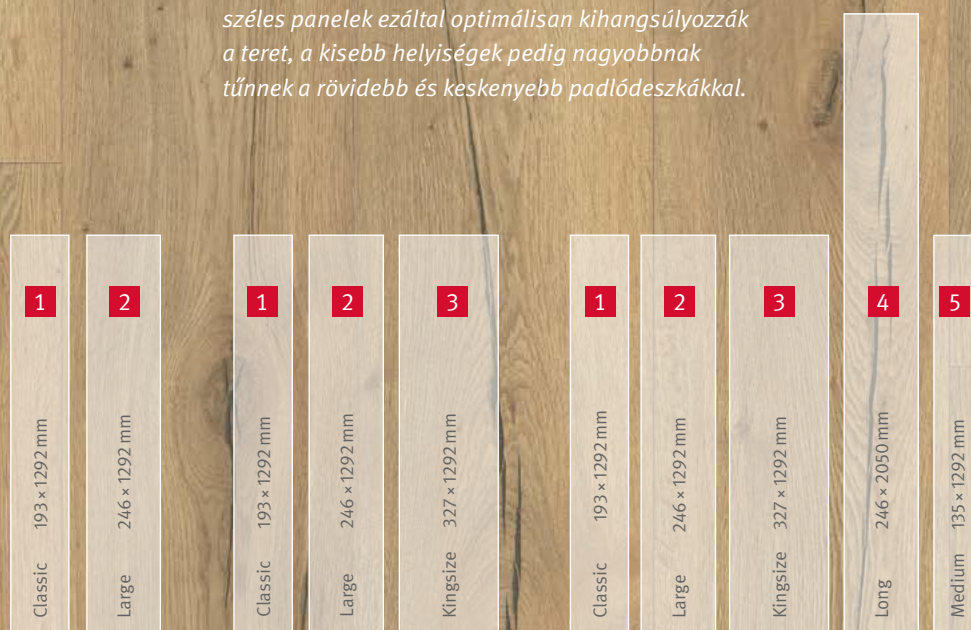 széles panelek ezáltal optimálisan kihangsúlyozzák
a teret, a kisebb helyiségek pedig nagyobbnak
tűnnek a rövidebb és keskenyebb padlódeszkákkal.
1
Classic 193 × 1292 mm
2
Large 246 × 1292 mm
1
Classic 193 × 1292 mm
2
Large 246 × 1292 mm
3
Kingsize 327 × 1292 mm
1
Classic 193 × 1292 mm
2
Large 246 × 1292 mm
3
Kingsize 327 × 1292 mm
4
Long 246 × 2050 mm
5
Medium 135 × 1292 mm